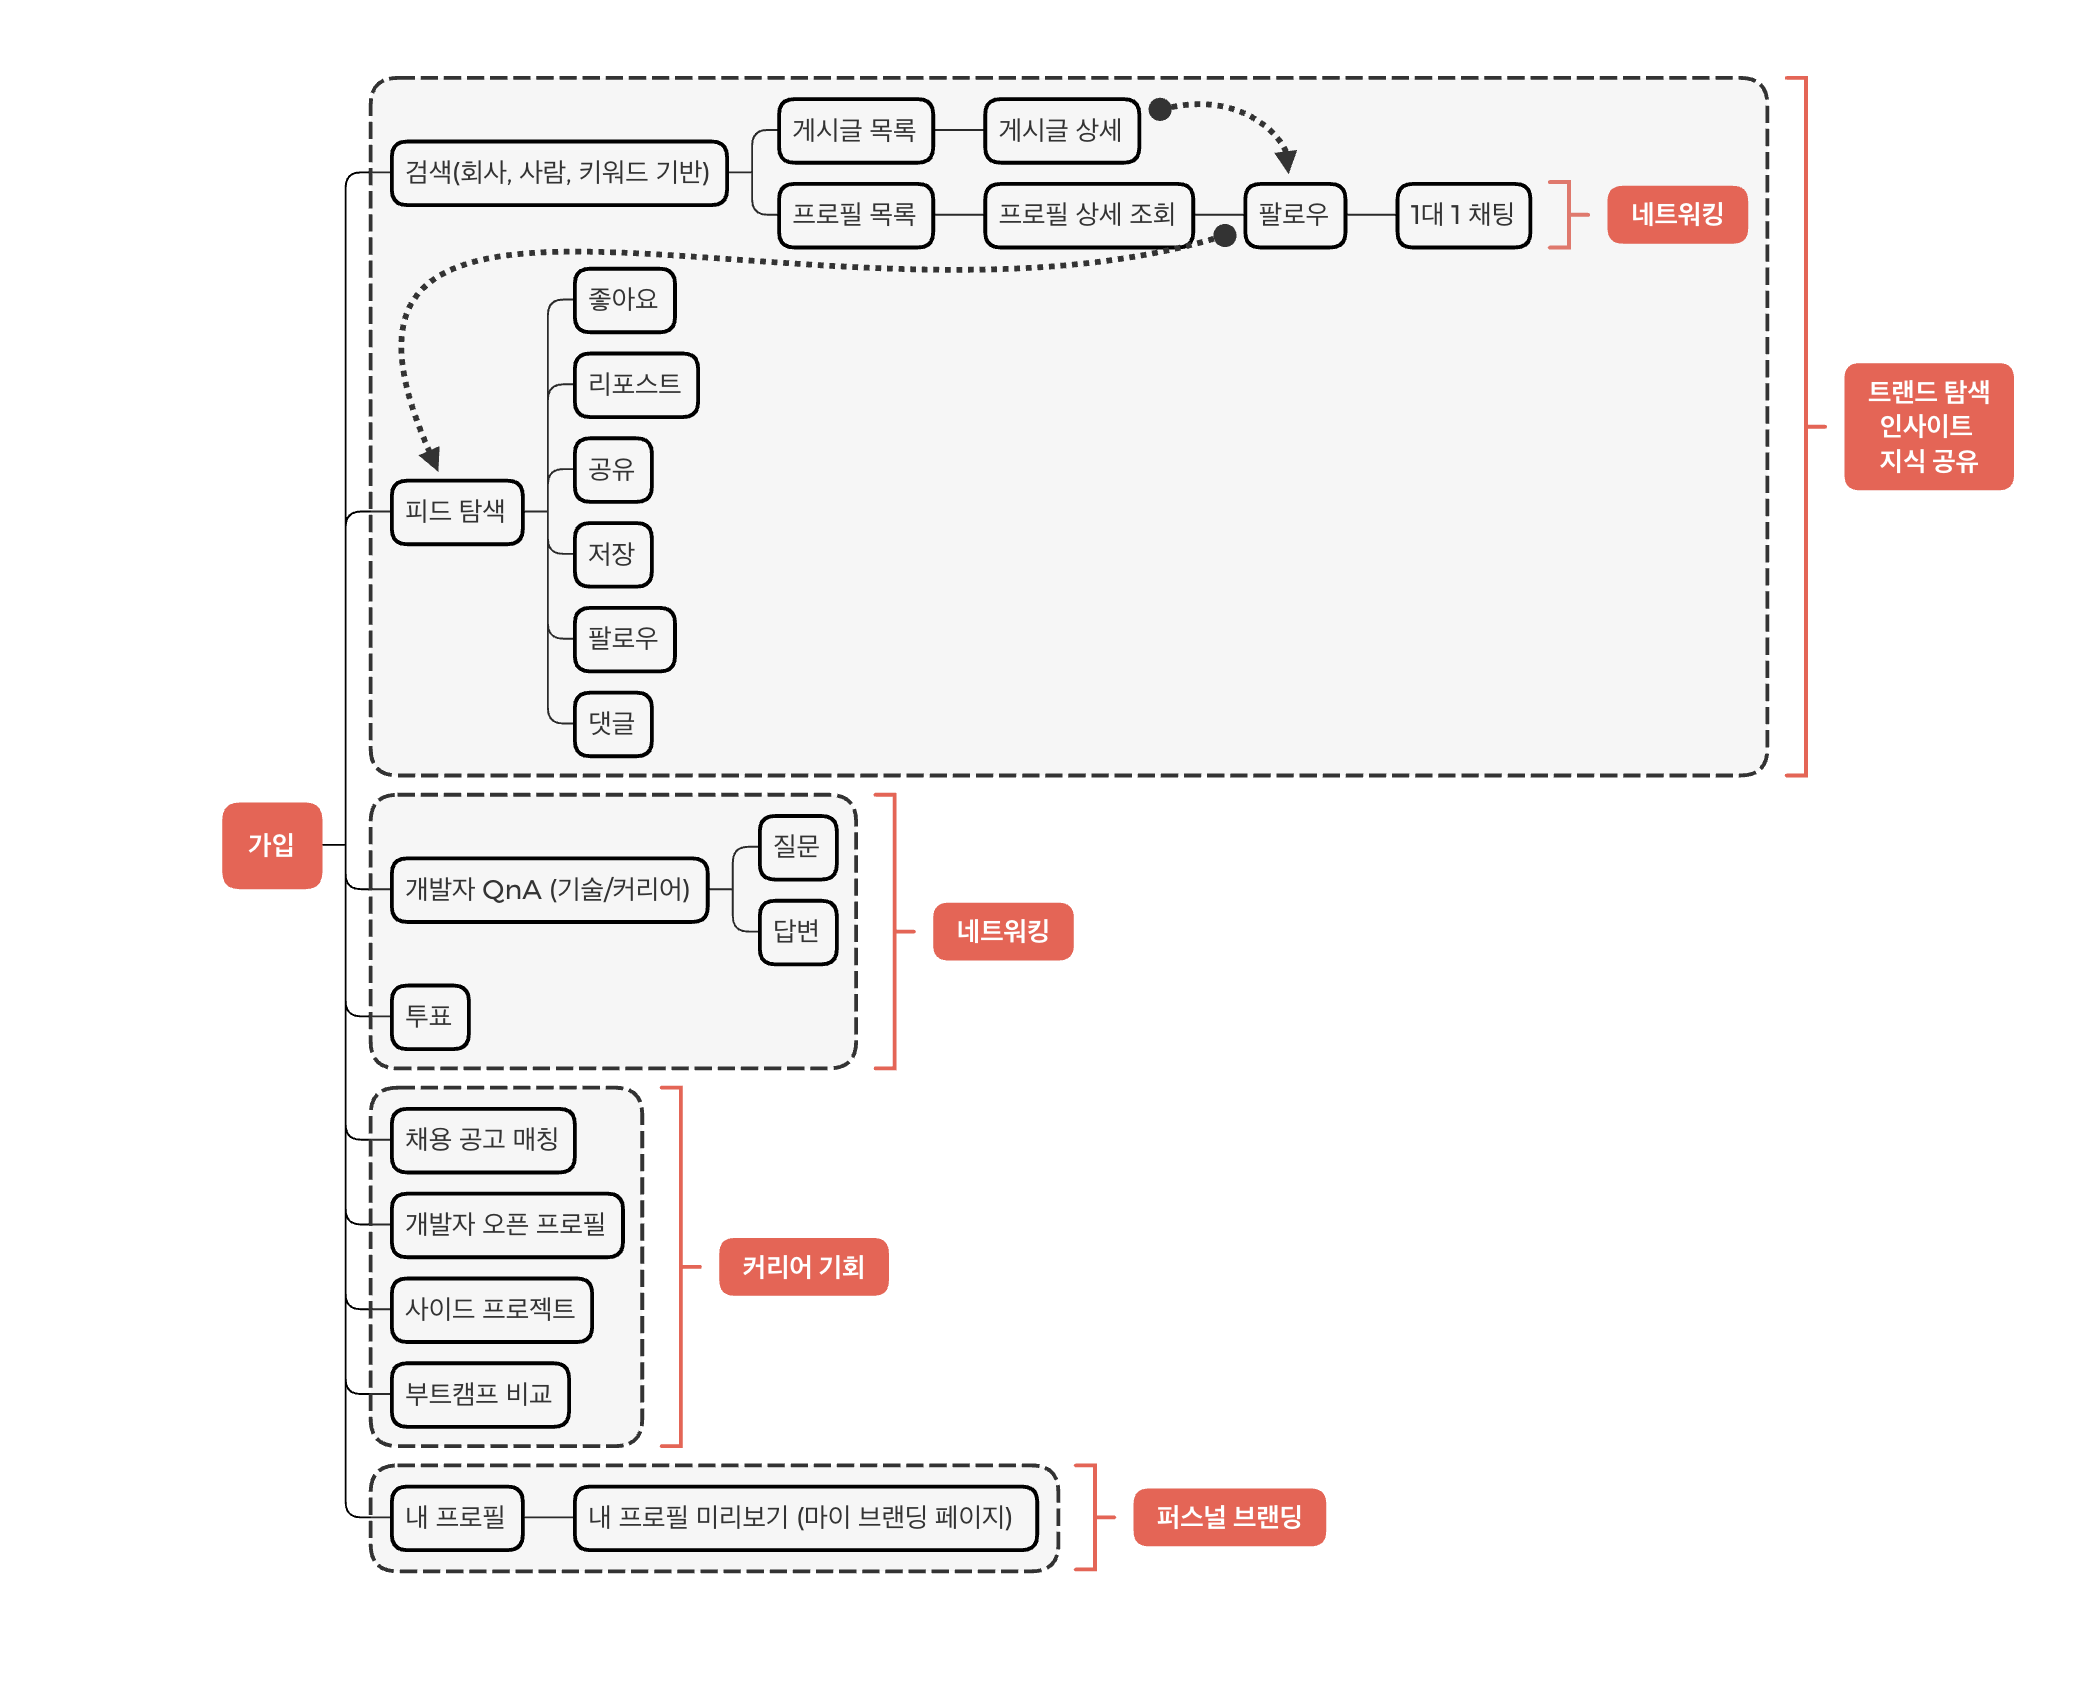 게시글 목록
게시글 상세
검색(회사, 사람, 키워드 기반)
프로필 목록
프로필 상세 조회
팔로우
1대 1 채팅
네트워킹
좋아요
리포스트
공유
피드 탐색
저장
팔로우
댓글
트랜드 탐색
인사이트
지식 공유
가입
질문
개발자 QnA (기술/커리어)
답변
네트워킹
투표
채용 공고 매칭
개발자 오픈 프로필
커리어 기회
사이드 프로젝트
부트캠프 비교
내 프로필
내 프로필 미리보기 (마이 브랜딩 페이지)
퍼스널 브랜딩